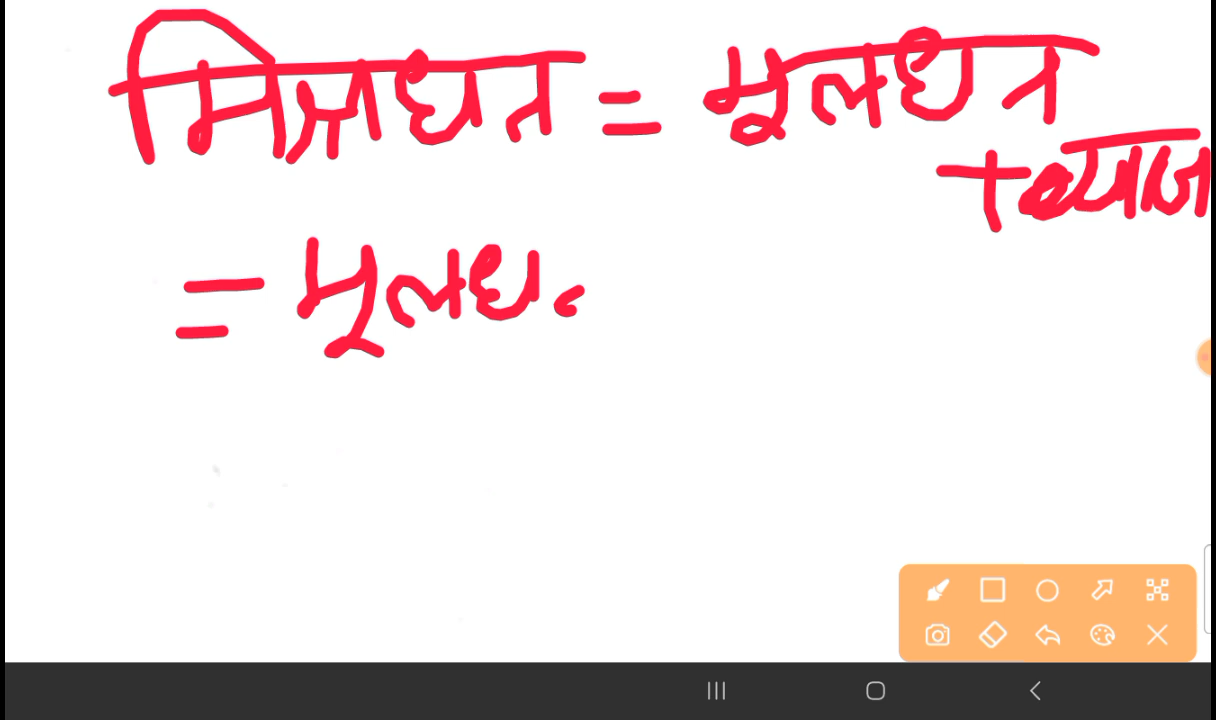 मिश्रधन = मूलधन
+ ब्याज
= मूलध